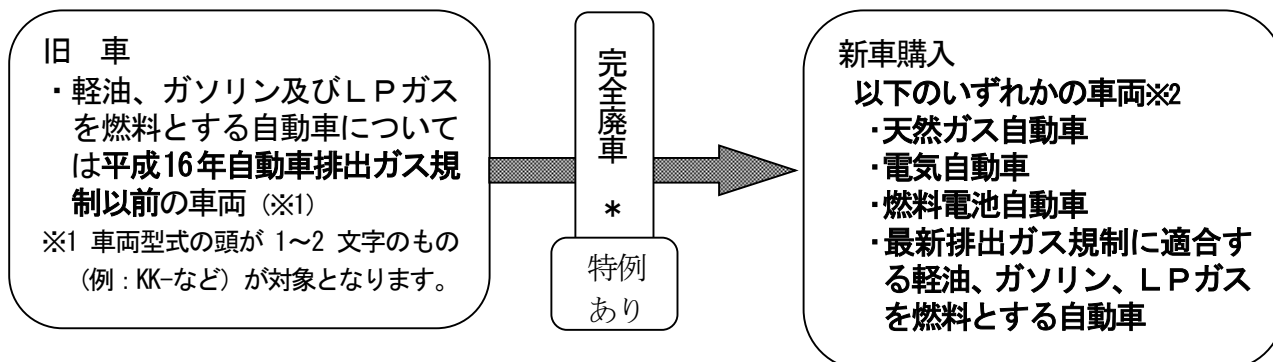 旧　車
・軽油、ガソリン及びＬＰガス
を燃料とする自動車について
は平成16年自動車排出ガス規
制以前の車両（※1）
※1 車両型式の頭が 1～2 文字のもの
（例：KK-など）が対象となります。
完全廃車 *
特例
あり
新車購入
以下のいずれかの車両※2
・天然ガス自動車
・電気自動車
・燃料電池自動車
・最新排出ガス規制に適合す
る軽油、ガソリン、ＬＰガス
を燃料とする自動車